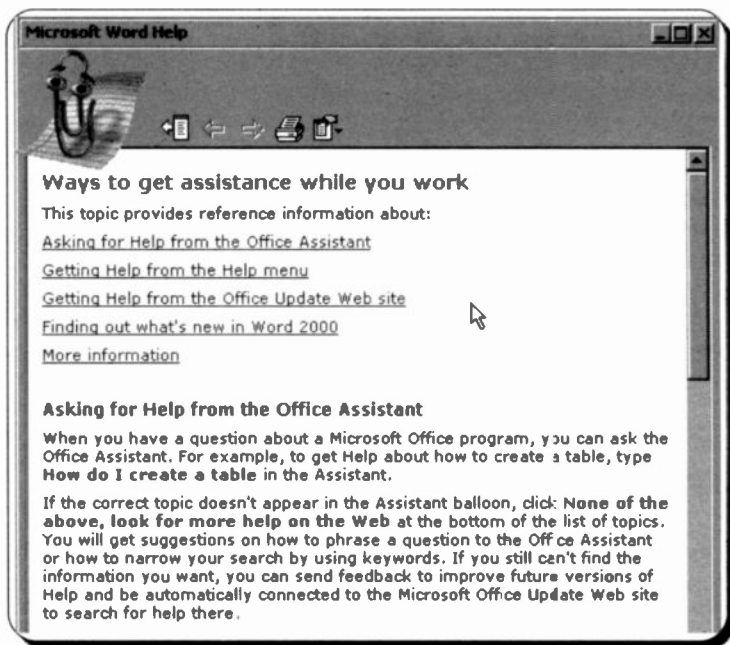 Microsoft Word Help
Ways to get assistance while you work
This topic provides reference information about:
Asking for Help from the Office Assistant
Getting Help from the Help menu
Getting Help from the Office Update Web site
Finding out what's new in Word 2000
More information
Asking for Help from the Office Assistant
When you have a question about a Microsoft Office program, you can ask the
Office Assistant. For example, to get Help about how to create a table, type
How do I create a table in the Assistant.
If the correct topic doesn't appear in the Assistant balloon, click None of the
above, look for more help on the Web at the bottom of the list of topics.
You will get suggestions on how to phrase a question to the Office Assistant
or how to narrow your search by using keywords. If you still can't find the
information you want, you can send feedback to improve future versions of
Help and be automatically connected to the Microsoft Office Update Web site
to search for help there.